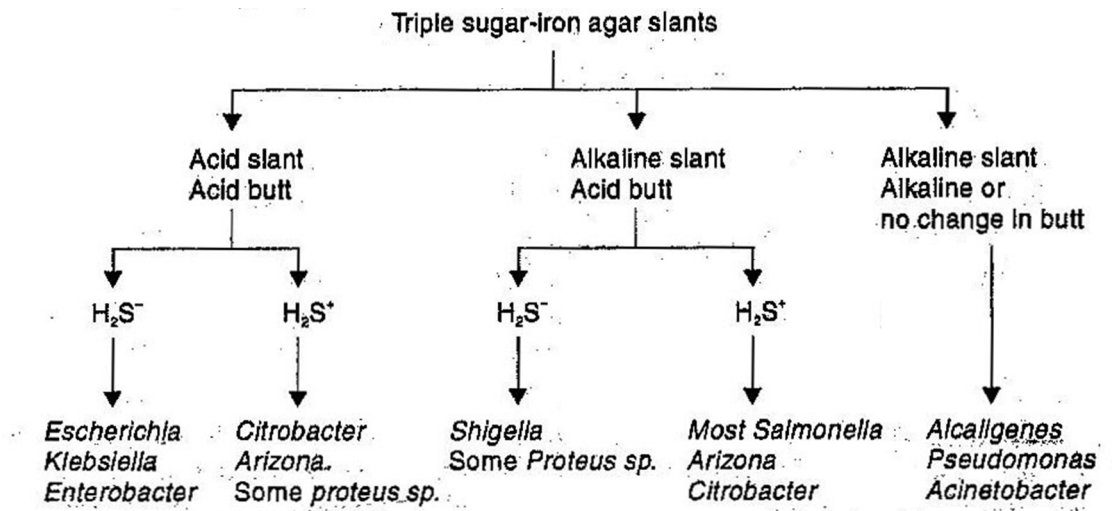 Triple sugar-iron agar slants
Acid slant
Acid butt
Alkaline slant
Acid butt
Alkaline slant
Alkaline or
no change in butt
H₂S⁻
H₂S⁺
H₂S⁻
H₂S⁺
Escherichia
Klebsiella
Enterobacter
Citrobacter
Arizona.
Some proteus sp.
Shigella
Some Proteus sp.
Most Salmonella
Arizona
Citrobacter
Alcaligenes
Pseudomonas
Acinetobacter